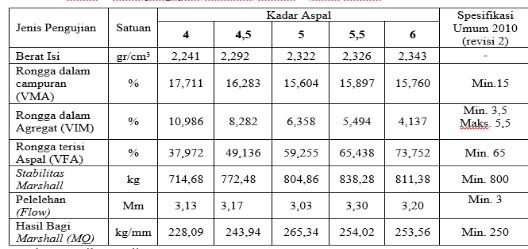 Jenis Pengujian Satuan Kadar Aspal Spesifikasi Umum 2010 (revisi 2)
4 4,5 5 5,5 6
Berat Isi gr/cm³ 2,241 2,292 2,322 2,326 2,343 -
Rongga dalam campuran (VMA) % 17,711 16,283 15,604 15,897 15,760 Min.15
Rongga dalam Agregat (VIM) % 10,986 8,282 6,358 5,494 4,137 Min. 3,5 Maks. 5,5
Rongga terisi Aspal (VFA) % 37,972 49,136 59,255 65,438 73,752 Min. 65
Stabilitas Marshall kg 714,68 772,48 804,86 838,28 811,38 Min. 800
Pelelehan (Flow) Mm 3,13 3,17 3,03 3,30 3,20 Min. 3
Hasil Bagi Marshall (MQ) kg/mm 228,09 243,94 265,34 254,02 253,56 Min. 250